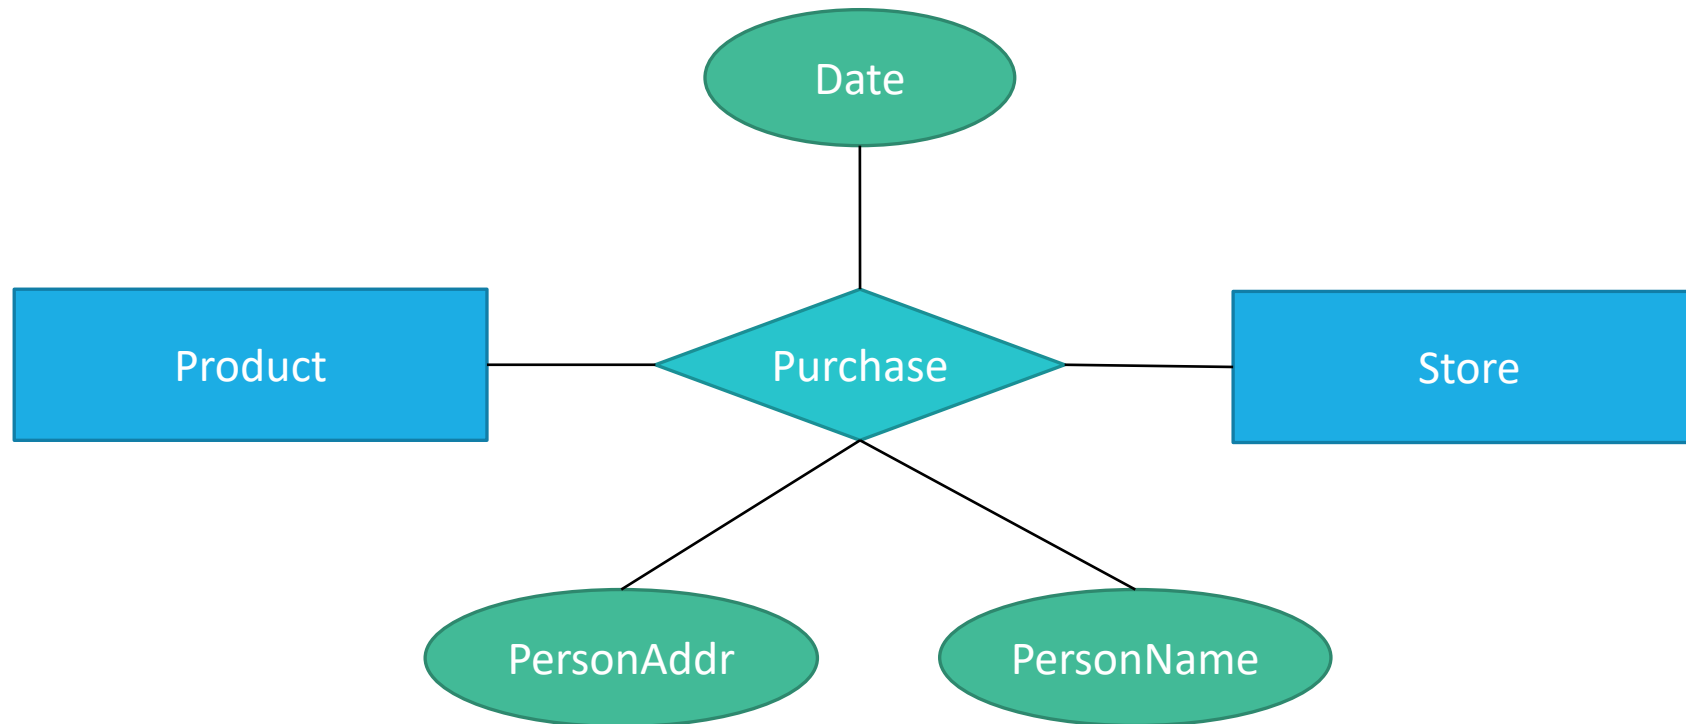 Date
Product
Purchase
Store
PersonAddr
PersonName